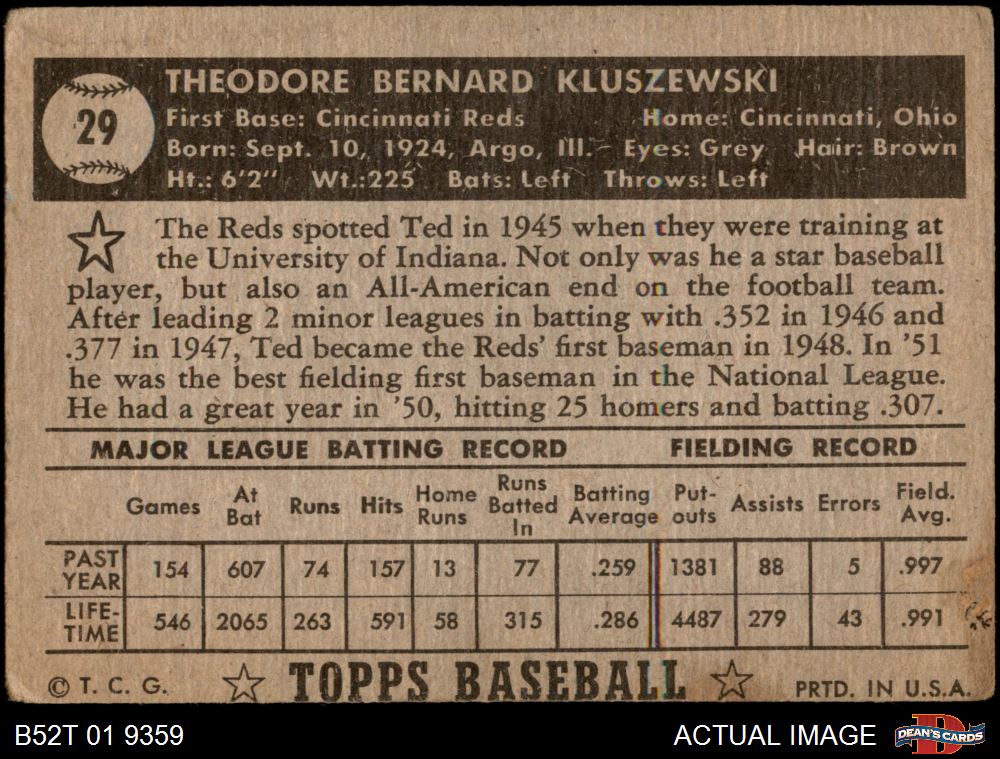 29
THEODORE BERNARD KLUSZEWSKI
First Base: Cincinnati Reds Home: Cincinnati, Ohio
Born: Sept. 10, 1924, Argo, Ill. Eyes: Grey Hair: Brown
Ht.: 6'2" Wt.:225 Bats: Left Throws: Left
The Reds spotted Ted in 1945 when they were training at
the University of Indiana. Not only was he a star baseball
player, but also an All-American end on the football team.
After leading 2 minor leagues in batting with .352 in 1946 and
.377 in 1947, Ted became the Reds' first baseman in 1948. In '51
he was the best fielding first baseman in the National League.
He had a great year in '50, hitting 25 homers and batting .307.
MAJOR LEAGUE BATTING RECORD FIELDING RECORD
Games At Bat Runs Hits Home Runs Runs Batted In Batting Average Put-outs Assists Errors Field. Avg.
PAST YEAR 154 607 74 157 13 77 .259 1381 88 5 .997
LIFE-TIME 546 2065 263 591 58 315 .286 4487 279 43 .991
© T. C. G. TOPPS BASEBALL PRTD. IN U.S.A.
B52T 01 9359 ACTUAL IMAGE DEAN'S CARDS